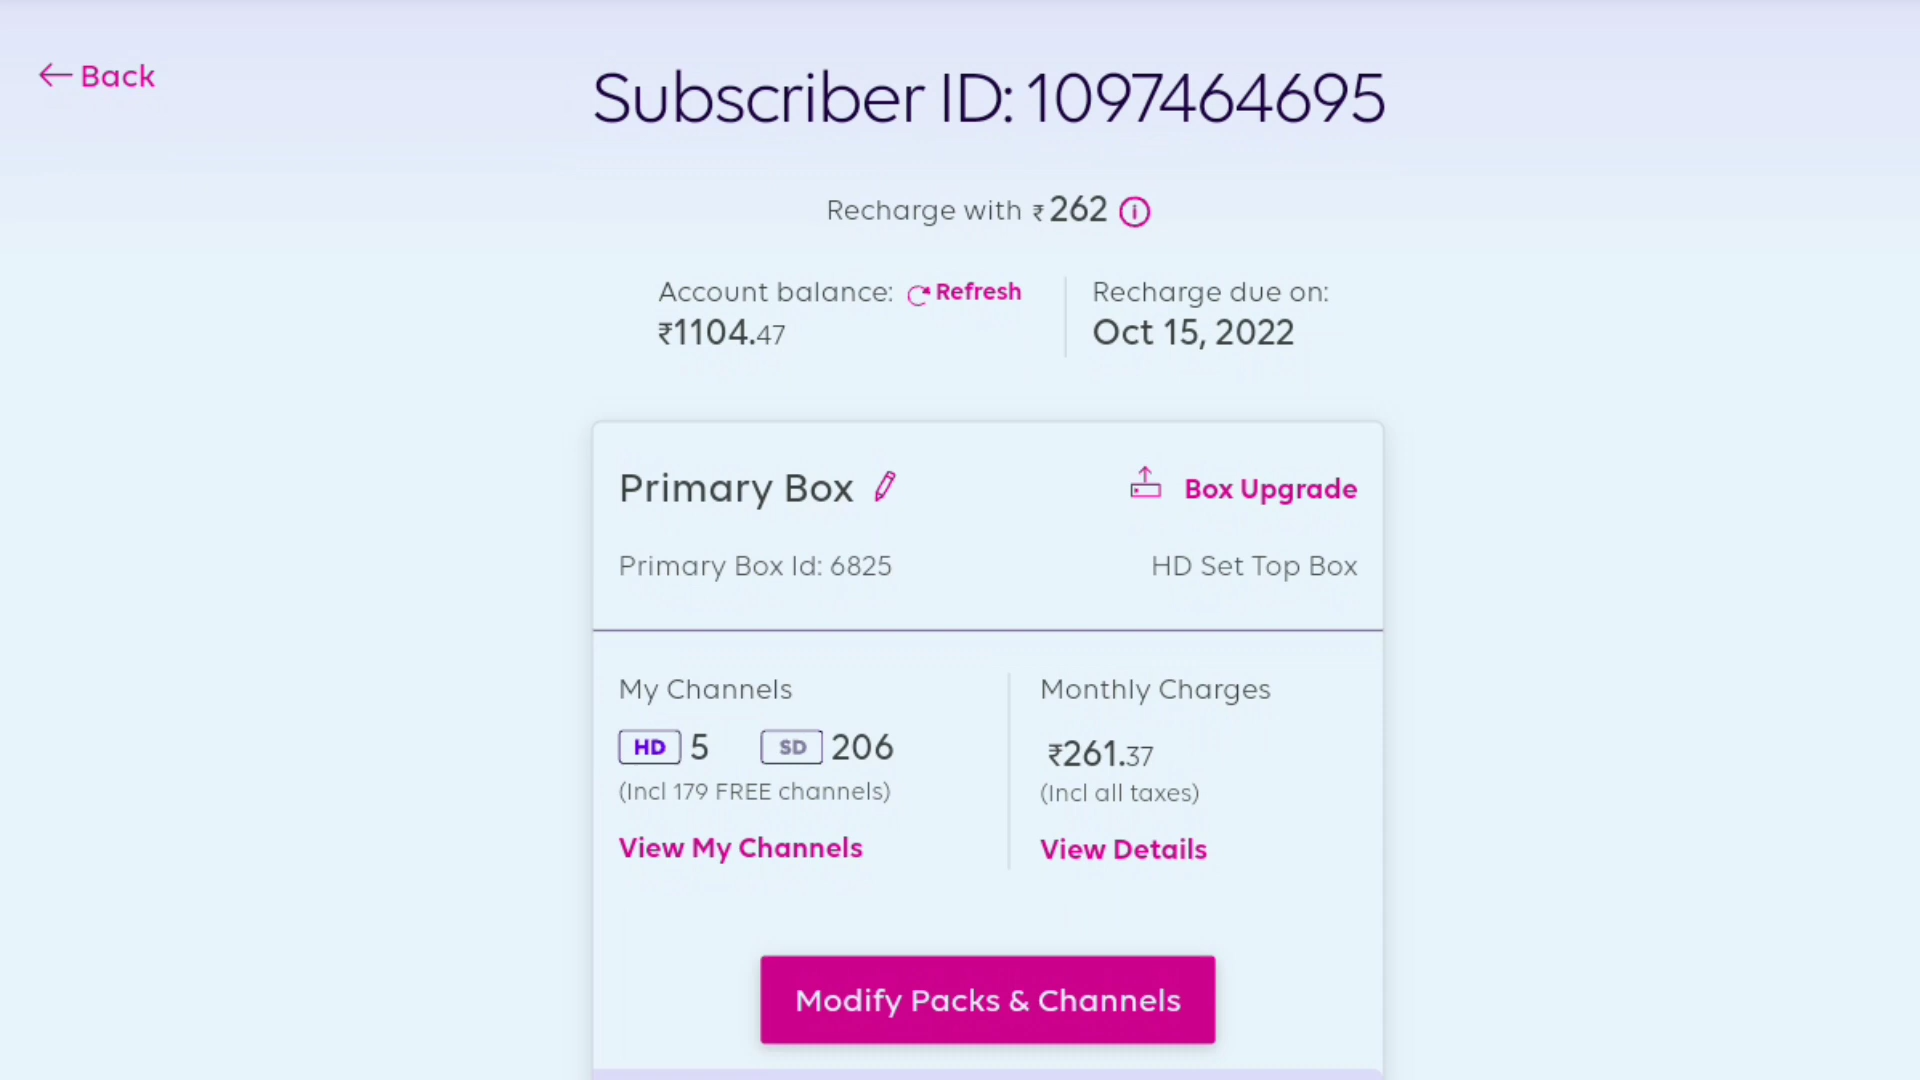 Back
Subscriber ID: 1097464695
Recharge with ₹ 262
Account balance: Refresh
₹1104.47
Recharge due on:
Oct 15, 2022
Primary Box
Box Upgrade
Primary Box Id: 6825
HD Set Top Box
My Channels
HD 5 SD 206
(Incl 179 FREE channels)
View My Channels
Monthly Charges
₹261.37
(Incl all taxes)
View Details
Modify Packs & Channels